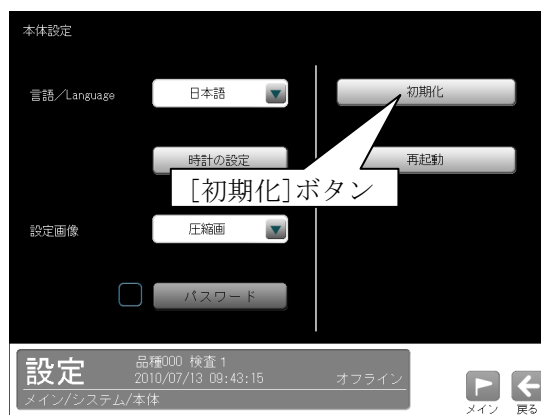 本体設定
言語／Language
日本語
初期化
時計の設定
再起動
[初期化]ボタン
設定画像
圧縮画
パスワード
設定
品種000 検査1
2010/07/13 09:43:15
オフライン
メイン/システム/本体
メイン
戻る